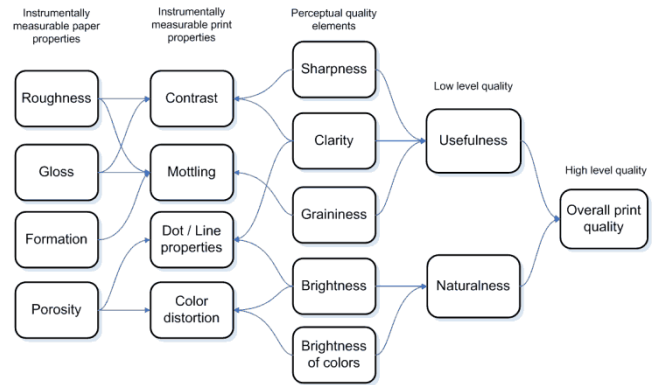 Instrumentally
measurable paper
properties
Instrumentally
measurable print
properties
Perceptual quality
elements
Low level quality
High level quality
Roughness
Gloss
Formation
Porosity
Contrast
Mottling
Dot / Line
properties
Color
distortion
Sharpness
Clarity
Graininess
Brightness
Brightness
of colors
Usefulness
Naturalness
Overall print
quality